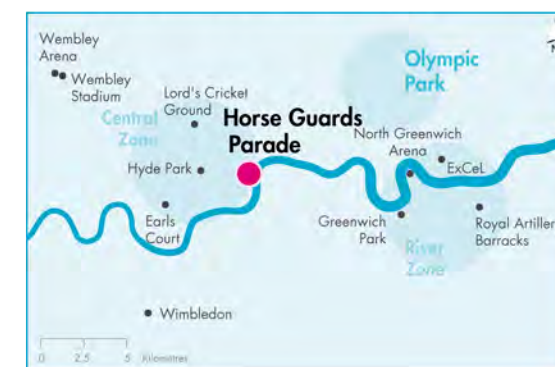 Wembley
Arena
Wembley
Stadium
Lord's Cricket
Ground
Central
Zone
Horse Guards
Parade
Olympic
Park
North Greenwich
Arena
ExCeL
Hyde Park
Earls
Court
Greenwich
Park
River
Zone
Royal Artiller
Barracks
Wimbledon
0 2.5 5 Kilometres